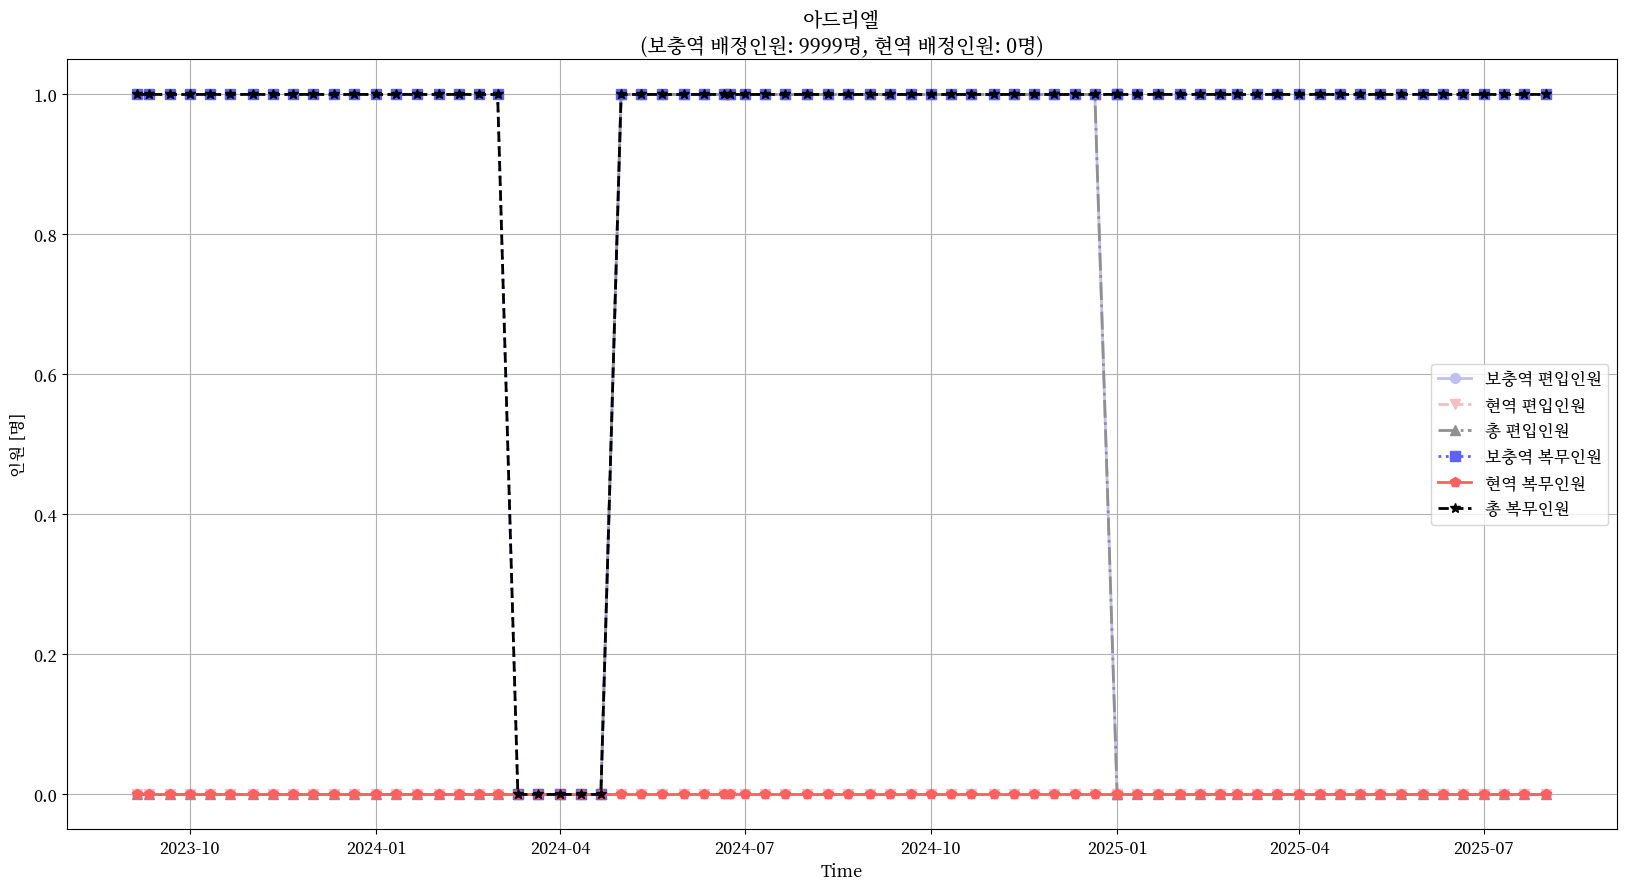 아드리엘
(보충역 배정인원: 9999명, 현역 배정인원: 0명)
인원 [명]
1.0
0.8
0.6
0.4
0.2
0.0
보충역 편입인원
현역 편입인원
총 편입인원
보충역 복무인원
현역 복무인원
총 복무인원
2023-10 2024-01 2024-04 2024-07 2024-10 2025-01 2025-04 2025-07
Time